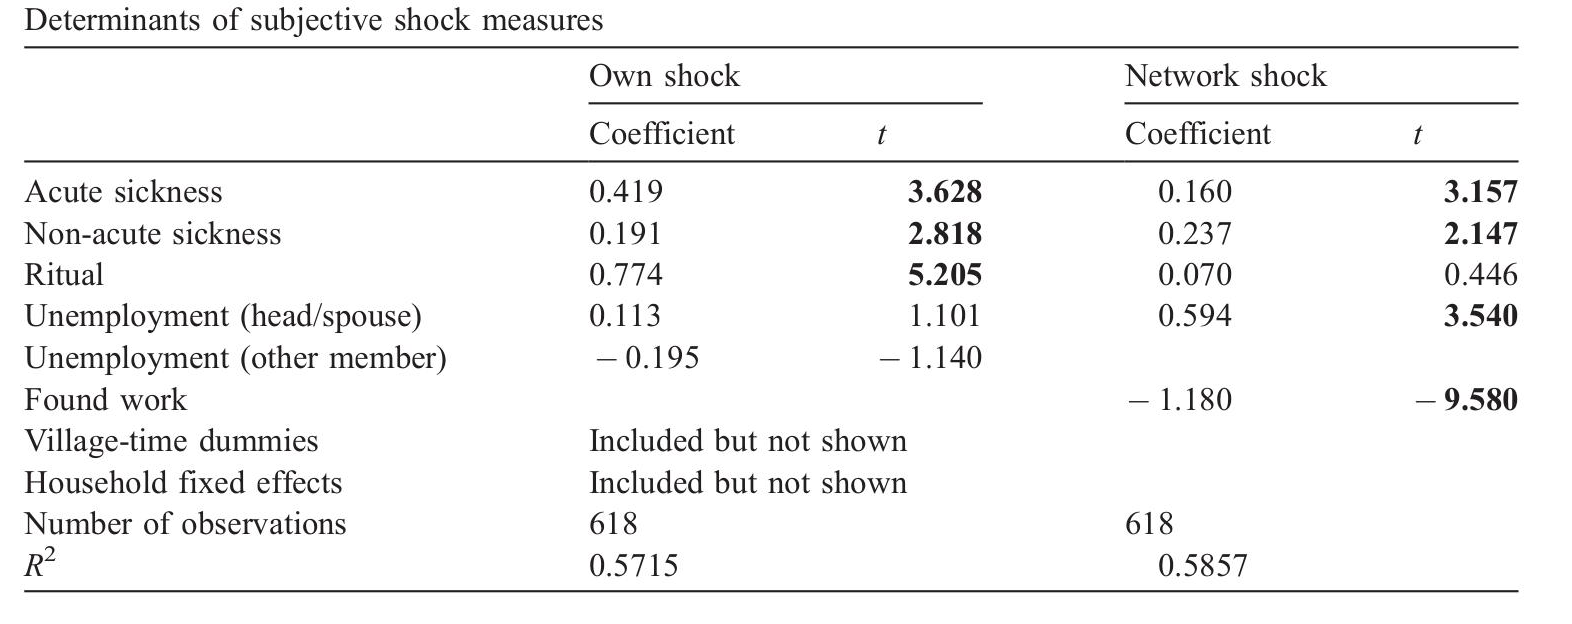 Determinants of subjective shock measures
Own shock Network shock
Coefficient t Coefficient t
Acute sickness 0.419 3.628 0.160 3.157
Non-acute sickness 0.191 2.818 0.237 2.147
Ritual 0.774 5.205 0.070 0.446
Unemployment (head/spouse) 0.113 1.101 0.594 3.540
Unemployment (other member) − 0.195 − 1.140
Found work − 1.180 − 9.580
Village-time dummies Included but not shown
Household fixed effects Included but not shown
Number of observations 618 618
R² 0.5715 0.5857